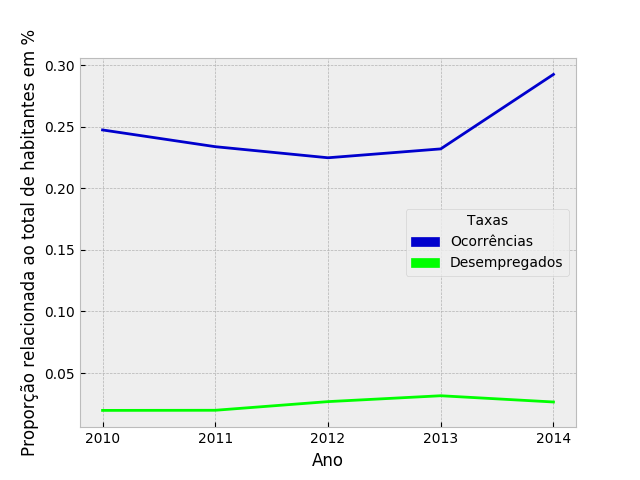 Proporção relacionada ao total de habitantes em %
0.30
0.25
0.20
0.15
0.10
0.05
Taxas
Ocorrências
Desempregados
2010 2011 2012 2013 2014
Ano